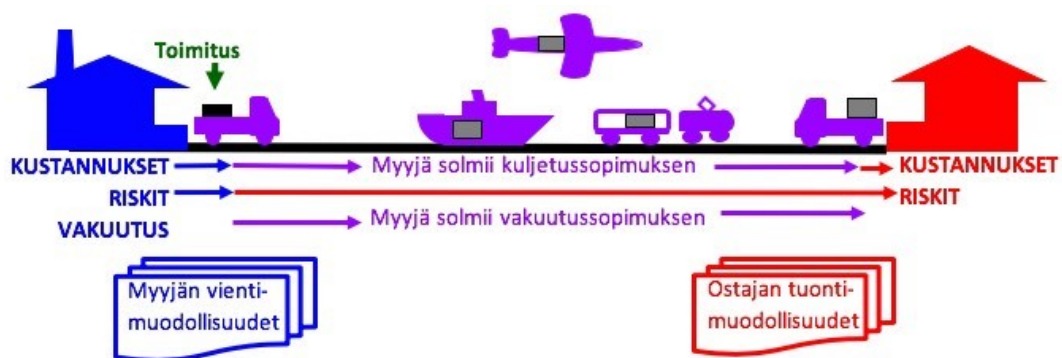 Toimitus
KUSTANNUKSET
Myyjä solmii kuljetussopimuksen
KUSTANNUKSET
RISKIT
RISKIT
VAKUUTUS
Myyjä solmii vakuutussopimuksen
Myyjän vienti-
muodollisuudet
Ostajan tuonti-
muodollisuudet